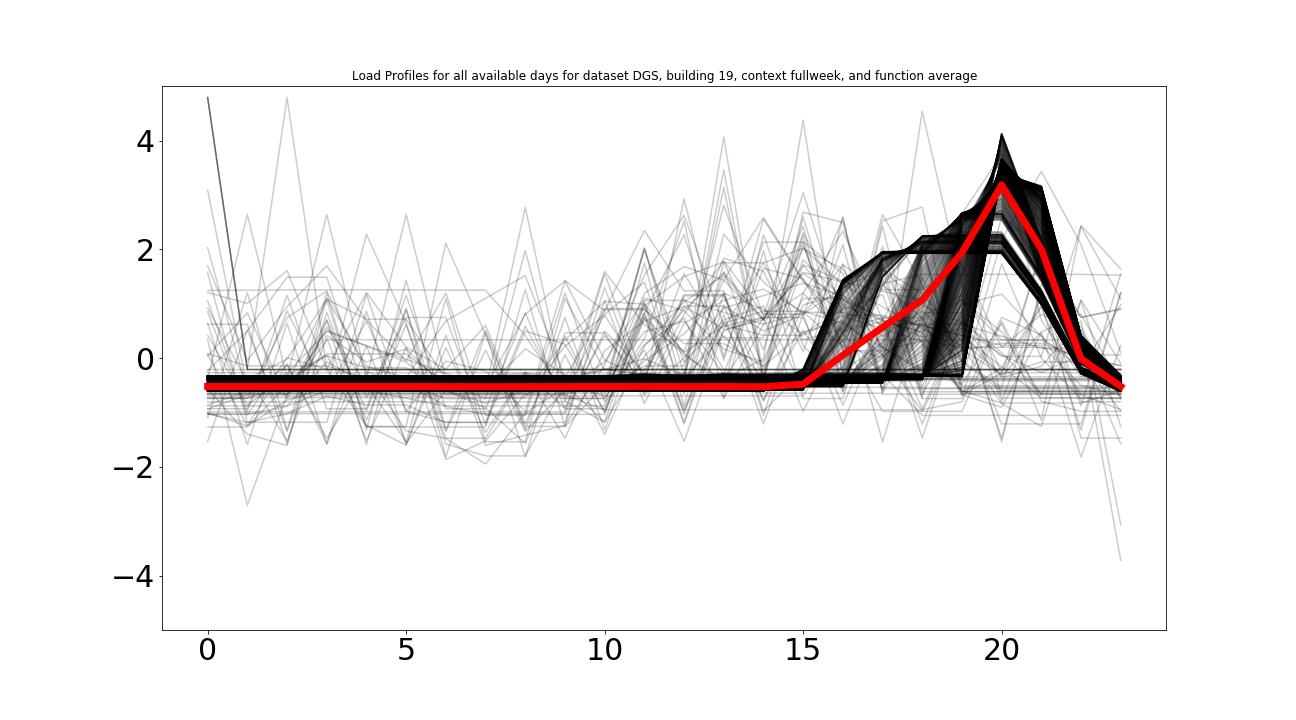 Load Profiles for all available days for dataset DGS, building 19, context fullweek, and function average
4
2
0
−2
−4
0 5 10 15 20